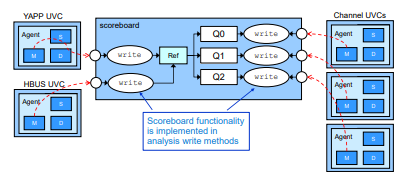 YAPP UVC
Agent
S
M
D
HBUS UVC
Agent
S
M
D
scoreboard
write
write
Ref
Q0
Q1
Q2
write
write
write
Scoreboard functionality
is implemented in
analysis write methods
Channel UVCs
Agent
S
M
D
Agent
S
M
D
Agent
S
M
D